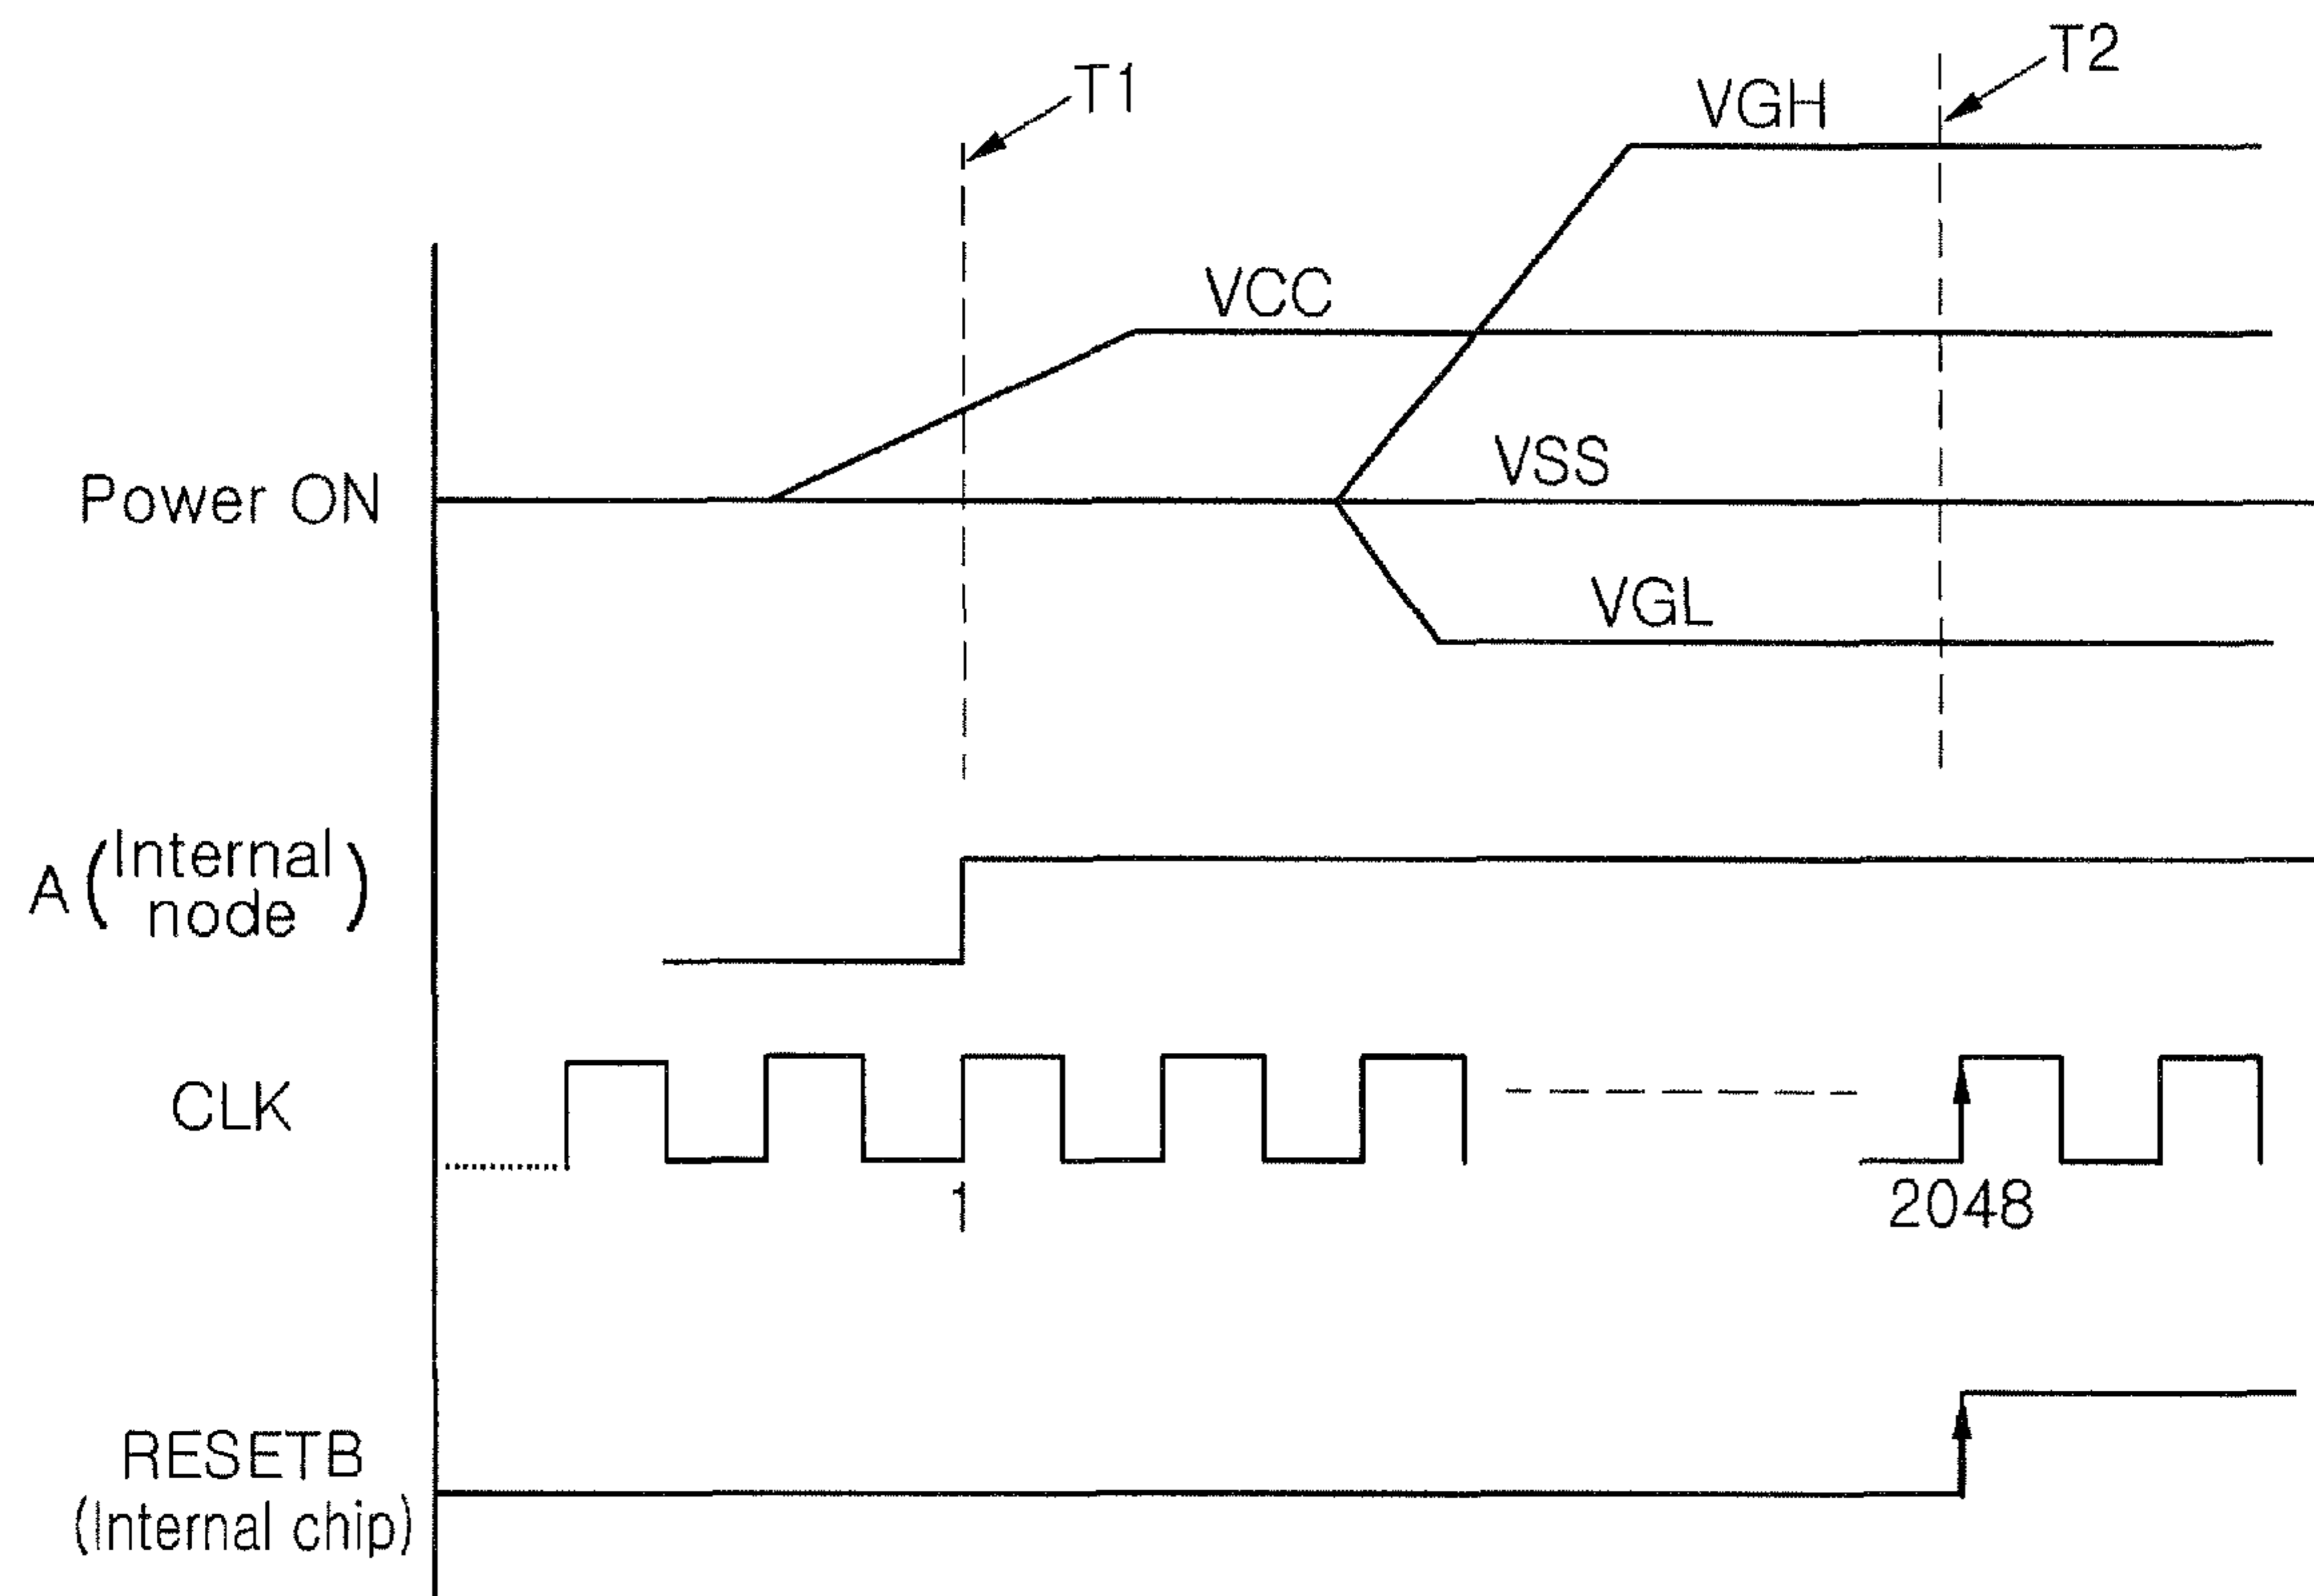 T1
T2
VGH
VCC
Power ON
VSS
VGL
A (Internal
node)
CLK
1
2048
RESETB
(Internal chip)